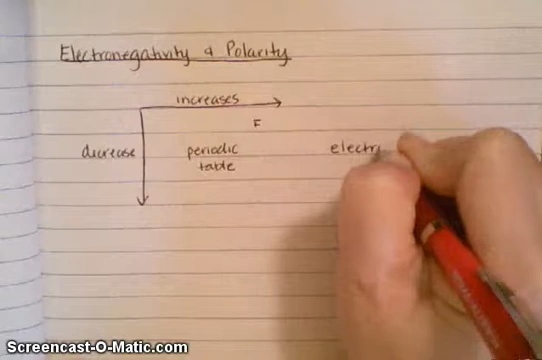 Electronegativity & Polarity
increases
F
decrease
periodic
table
electr
Screencast-O-Matic.com